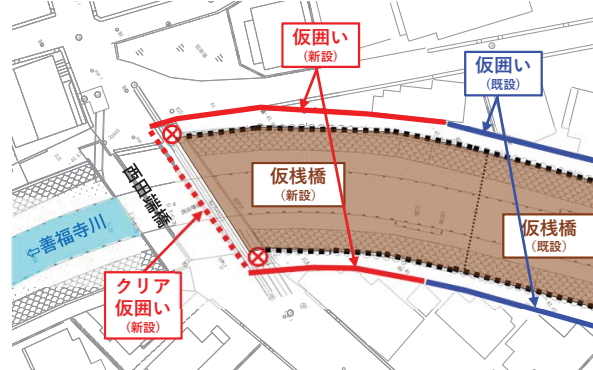 仮囲い
(新設)
仮囲い
(既設)
仮桟橋
(新設)
西田端橋
仮桟橋
(既設)
⇦善福寺川
クリア
仮囲い
(新設)